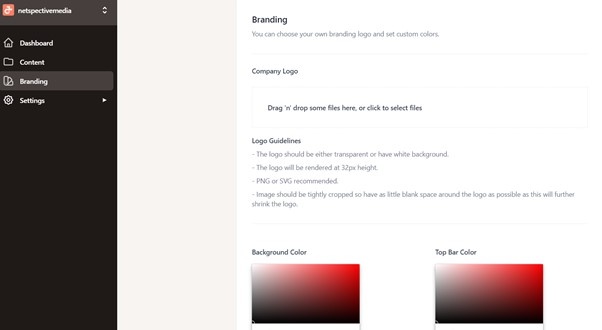 netspectivemedia
Dashboard
Content
Branding
Settings
Branding
You can choose your own branding logo and set custom colors.
Company Logo
Drag 'n' drop some files here, or click to select files
Logo Guidelines
- The logo should be either transparent or have white background.
- The logo will be rendered at 32px height.
- PNG or SVG recommended.
- Image should be tightly cropped so have as little blank space around the logo as possible as this will further
shrink the logo.
Background Color
Top Bar Color